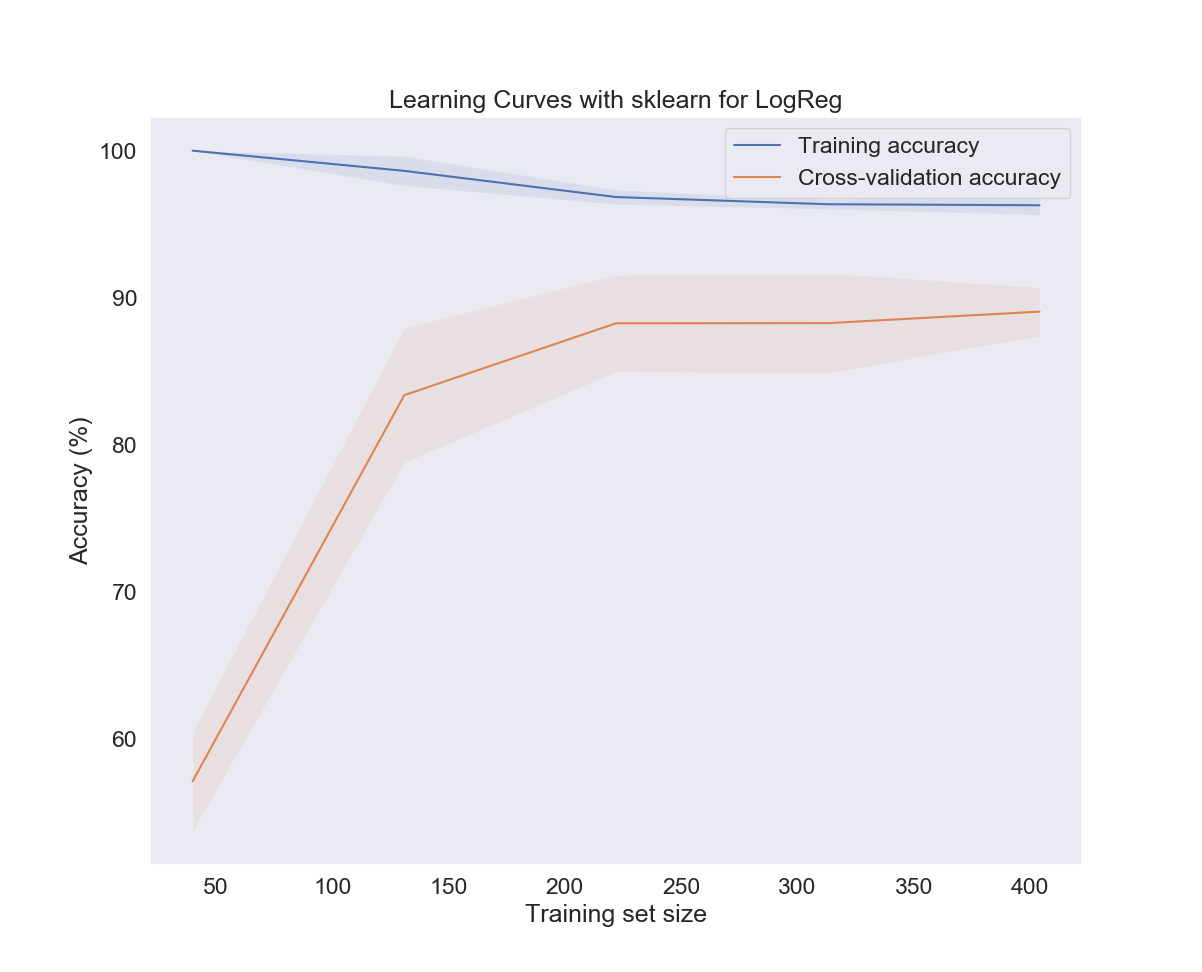 Learning Curves with sklearn for LogReg
Training accuracy
Cross-validation accuracy
100
90
80
70
60
Accuracy (%)
50 100 150 200 250 300 350 400
Training set size